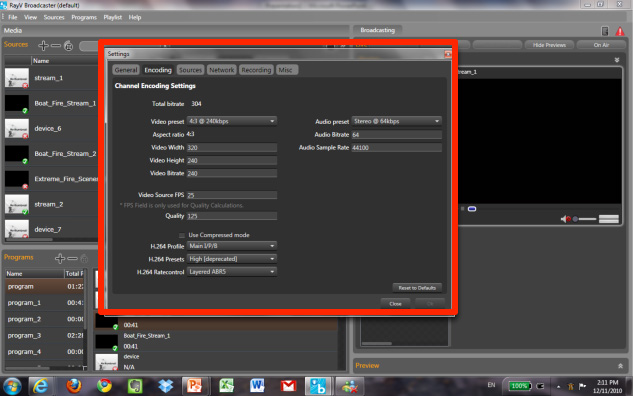 RayV Broadcaster (default)
File View Sources Programs Playlist Help
Media
Broadcasting
Sources
Hide Previews
On Air
Name
stream_1
Boat_Fire_Stream_1
device_6
Boat_Fire_Stream_2
Extreme_Fire_Scene
stream_2
device_7
Settings
General Encoding Sources Network Recording Misc
Channel Encoding Settings
Total bitrate 304
Video preset 4:3 @ 240kbps
Audio preset Stereo @ 64kbps
Aspect ratio 4:3
Audio Bitrate 64
Video Width 320
Audio Sample Rate 44100
Video Height 240
Video Bitrate 240
Video Source FPS 25
* FPS Field is only used for Quality Calculations.
Quality 125
Use Compressed mode
H.264 Profile Main I/P/B
H.264 Presets High [deprecated]
H.264 Ratecontrol Layered ABR5
Reset to Defaults
Close
Programs
Name Total
program 01:2
program_1 00:4
program_2 00:0
program_3 02:2
program_4 00:0
00:41
Boat_Fire_Stream_1
00:41
device
N/A
Preview
EN
100%
2:11 PM
12/11/2010